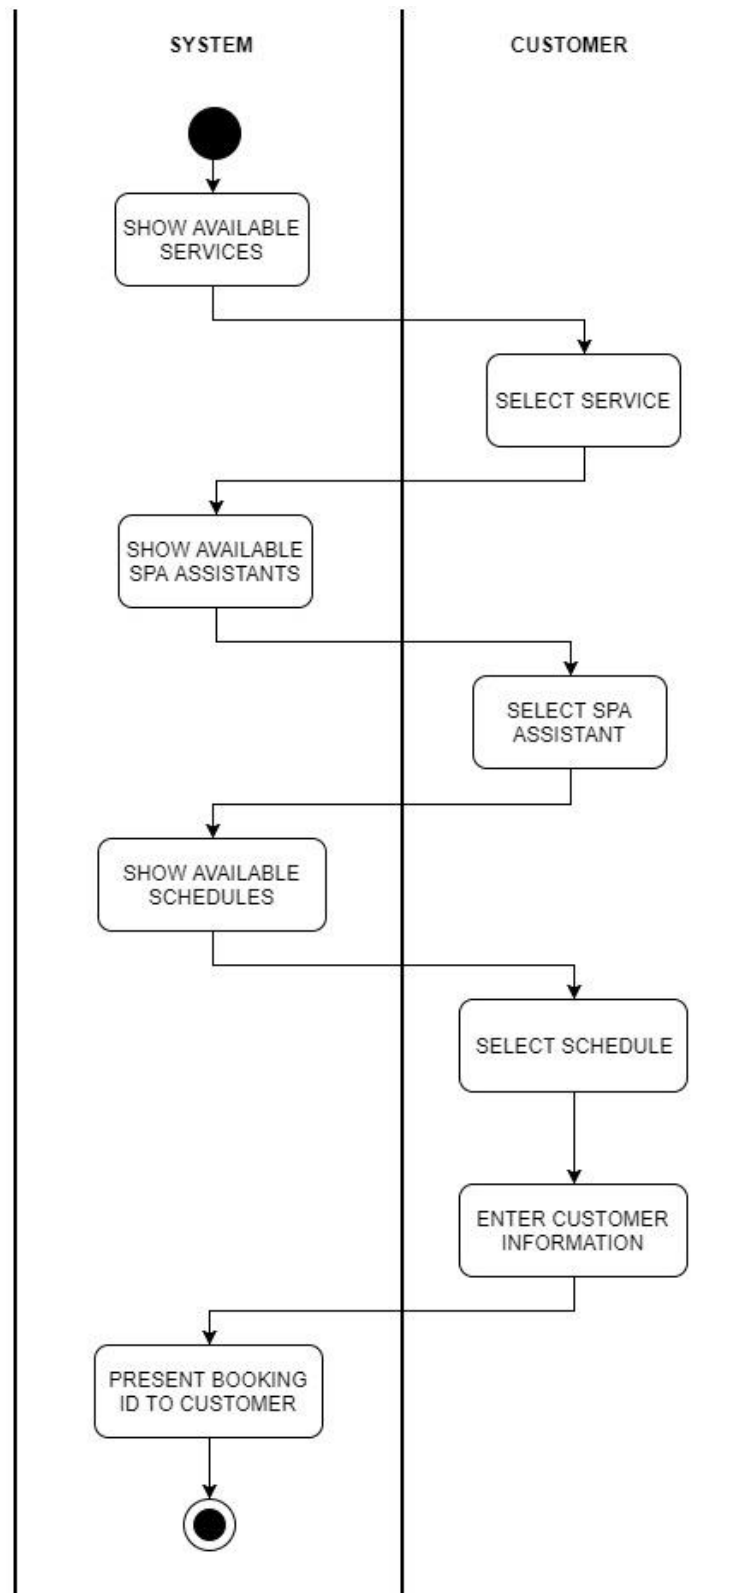 SYSTEM
CUSTOMER
SHOW AVAILABLE
SERVICES
SELECT SERVICE
SHOW AVAILABLE
SPA ASSISTANTS
SELECT SPA
ASSISTANT
SHOW AVAILABLE
SCHEDULES
SELECT SCHEDULE
ENTER CUSTOMER
INFORMATION
PRESENT BOOKING
ID TO CUSTOMER